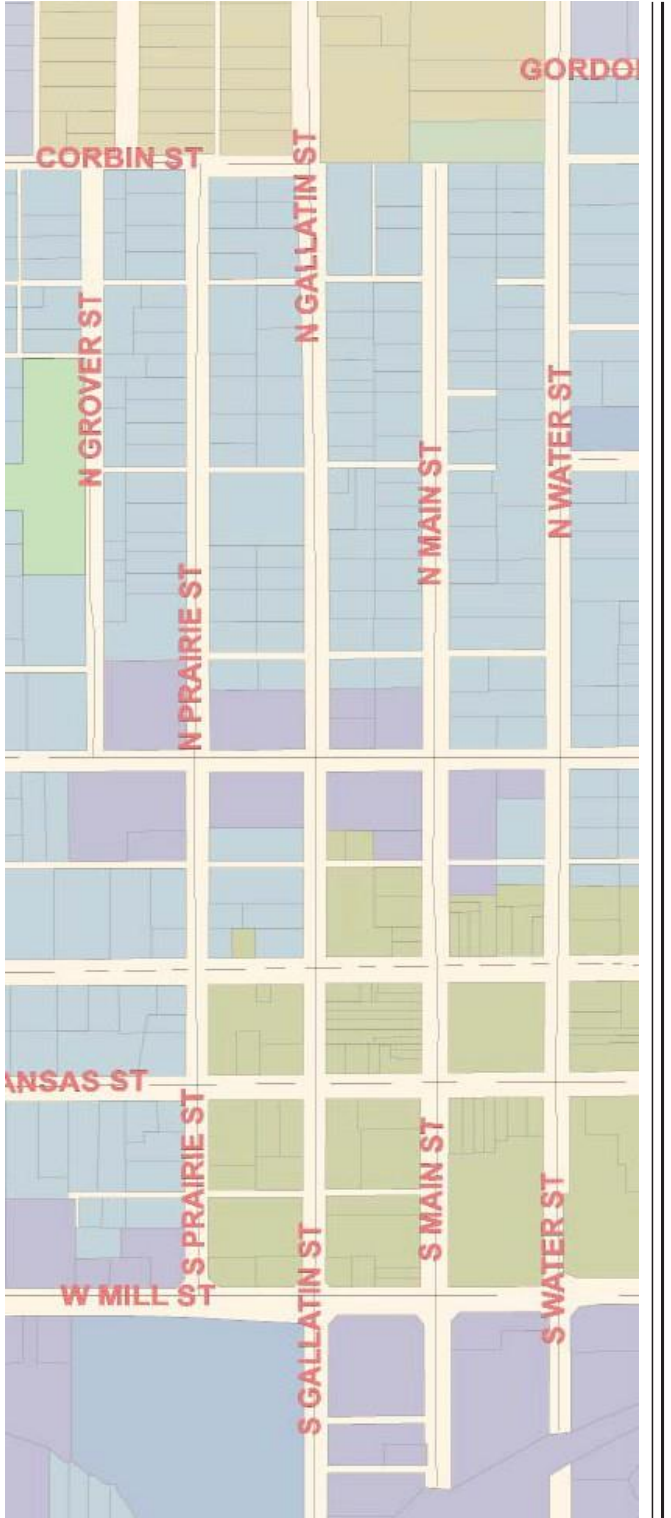 GORDO
CORBIN ST
N GALLATIN ST
N GROVER ST
N WATER ST
N MAIN ST
N PRAIRIE ST
ANSAS ST
S PRAIRIE ST
S MAIN ST
S WATER ST
S GALLATIN ST
W MILL ST